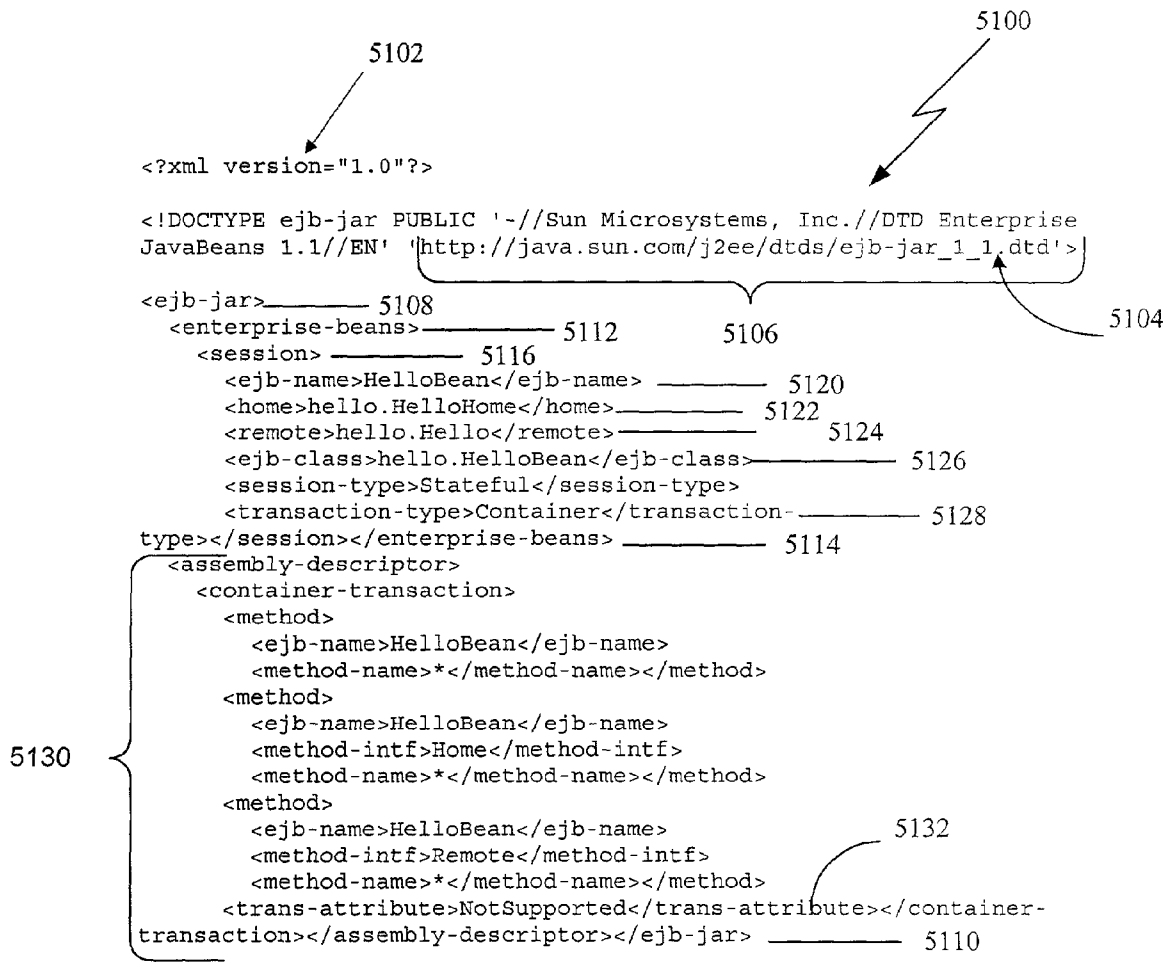 5100
5102
<?xml version="1.0"?>
<!DOCTYPE ejb-jar PUBLIC '-//Sun Microsystems, Inc.//DTD Enterprise
JavaBeans 1.1//EN' 'http://java.sun.com/j2ee/dtds/ejb-jar_1_1.dtd'>
<ejb-jar> 5108
5104
<enterprise-beans> 5112 5106
<session> 5116
<ejb-name>HelloBean</ejb-name> 5120
<home>hello.HelloHome</home> 5122
<remote>hello.Hello</remote> 5124
<ejb-class>hello.HelloBean</ejb-class> 5126
<session-type>Stateful</session-type>
<transaction-type>Container</transaction- 5128
type></session></enterprise-beans> 5114
<assembly-descriptor>
<container-transaction>
<method>
<ejb-name>HelloBean</ejb-name>
<method-name>*</method-name></method>
<method>
<ejb-name>HelloBean</ejb-name>
<method-intf>Home</method-intf>
5130
<method-name>*</method-name></method>
<method>
<ejb-name>HelloBean</ejb-name> 5132
<method-intf>Remote</method-intf>
<method-name>*</method-name></method>
<trans-attribute>NotSupported</trans-attribute></container-
transaction></assembly-descriptor></ejb-jar> 5110